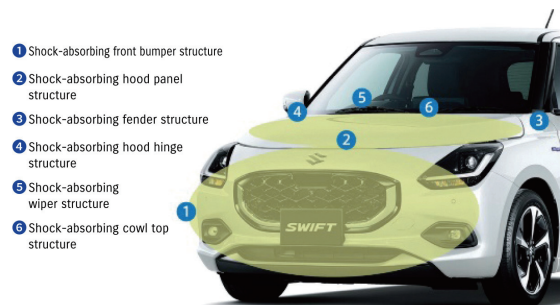 1 Shock-absorbing front bumper structure
2 Shock-absorbing hood panel
structure
3 Shock-absorbing fender structure
4 Shock-absorbing hood hinge
structure
5 Shock-absorbing
wiper structure
6 Shock-absorbing cowl top
structure
5
6
4
3
2
1
SWIFT